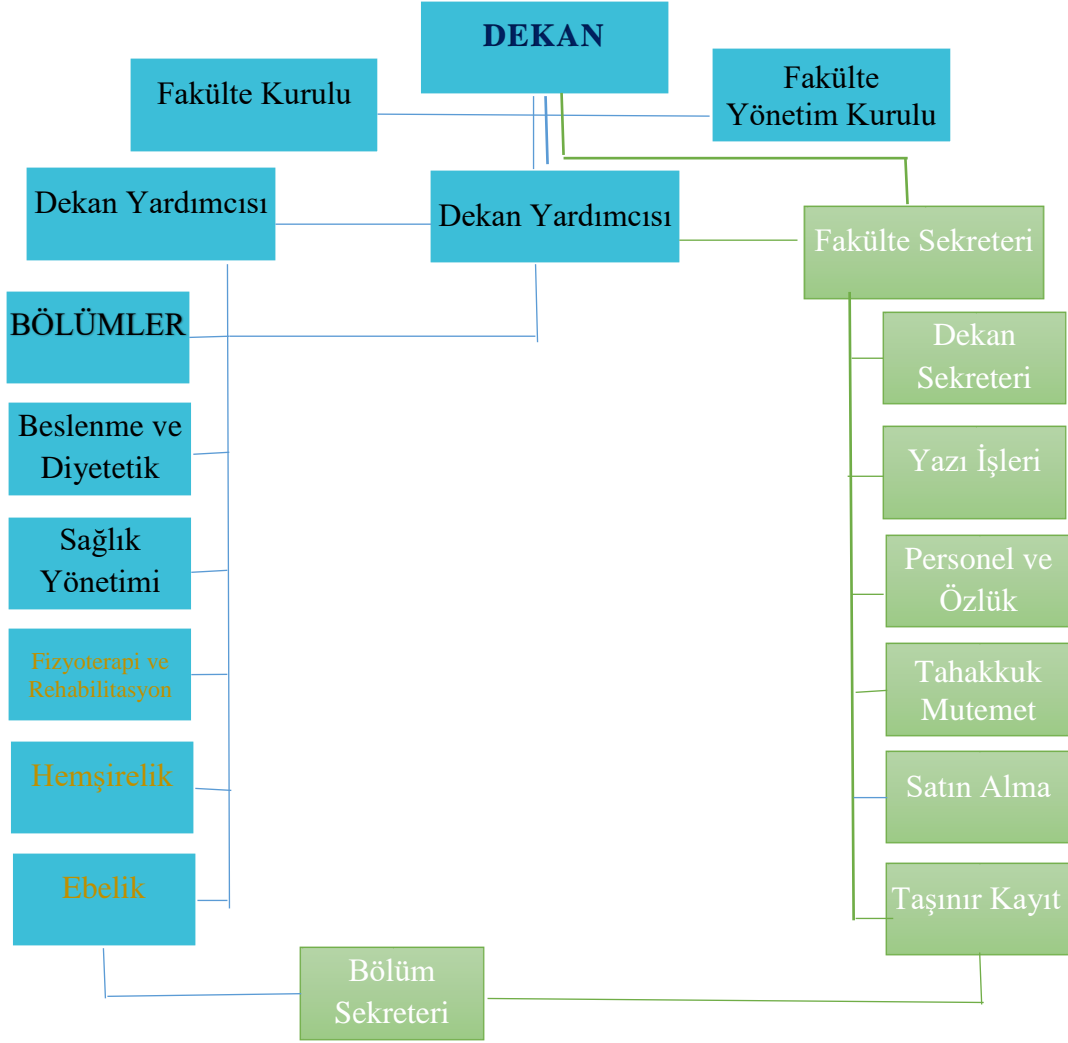 DEKAN
Fakülte Kurulu
Fakülte
Yönetim Kurulu
Dekan Yardımcısı
Dekan Yardımcısı
Fakülte Sekreteri
BÖLÜMLER
Dekan
Sekreteri
Beslenme ve
Diyetetik
Yazı İşleri
Sağlık
Yönetimi
Personel ve
Özlük
Fizyoterapi ve
Rehabilitasyon
Tahakkuk
Mutemet
Hemşirelik
Satın Alma
Ebelik
Taşınır Kayıt
Bölüm
Sekreteri